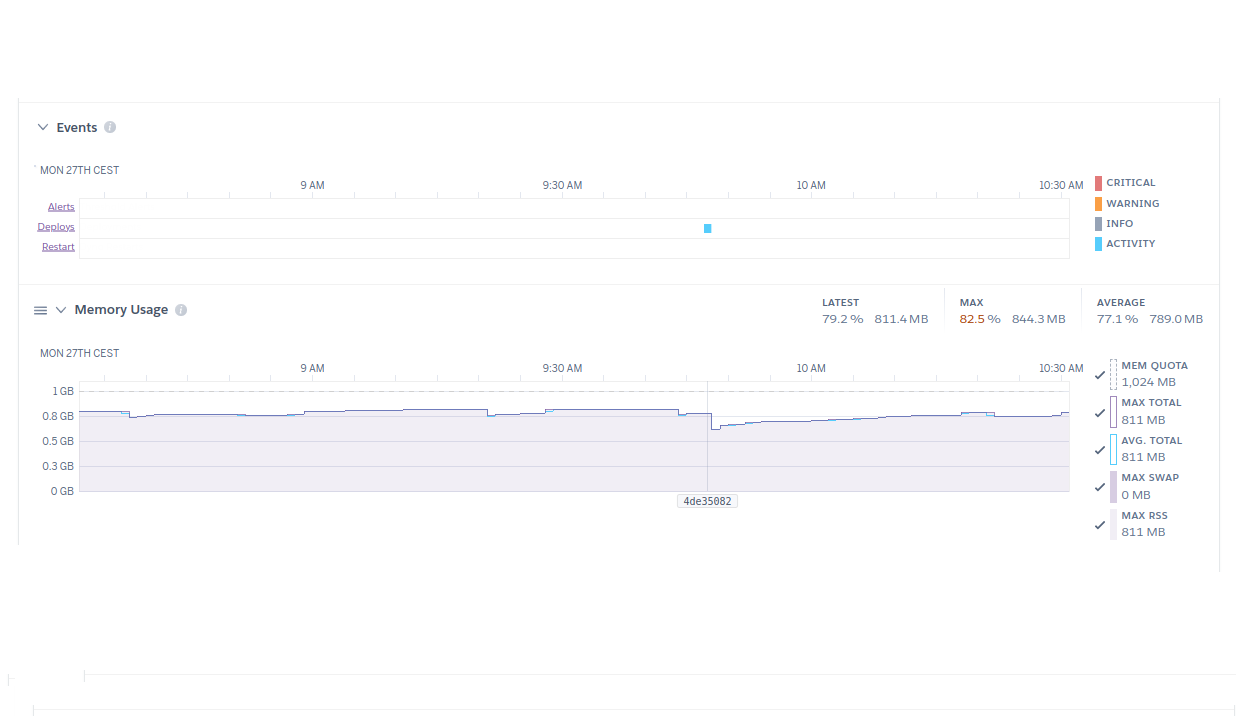 Events
MON 27TH CEST
9 AM 9:30 AM 10 AM 10:30 AM
Alerts
Deploys
Restart
CRITICAL
WARNING
INFO
ACTIVITY
Memory Usage
LATEST
79.2 % 811.4 MB
MAX
82.5 % 844.3 MB
AVERAGE
77.1 % 789.0 MB
MON 27TH CEST
9 AM 9:30 AM 10 AM 10:30 AM
1 GB
0.8 GB
0.5 GB
0.3 GB
0 GB
4de35082
MEM QUOTA
1,024 MB
MAX TOTAL
811 MB
AVG. TOTAL
811 MB
MAX SWAP
0 MB
MAX RSS
811 MB